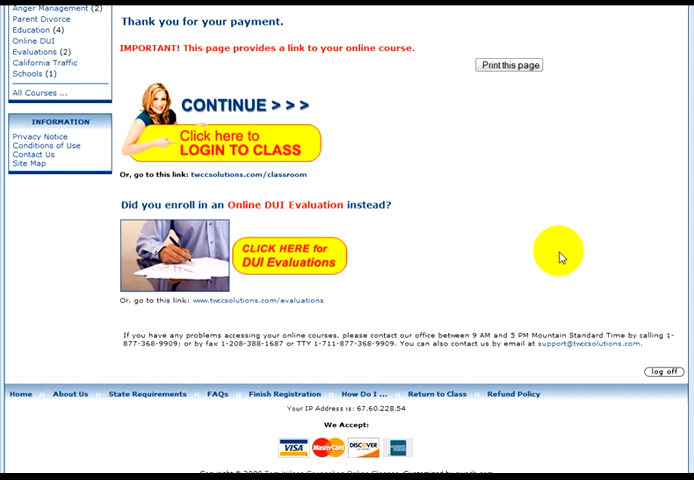 Anger Management (2)
Parent Divorce
Education (4)
Online DUI
Evaluations (2)
California Traffic
Schools (1)
All Courses ...
INFORMATION
Privacy Notice
Conditions of Use
Contact Us
Site Map
Thank you for your payment.
IMPORTANT! This page provides a link to your online course.
Print this page
CONTINUE > > >
Click here to
LOGIN TO CLASS
Or, go to this link: twccsolutions.com/classroom
Did you enroll in an Online DUI Evaluation instead?
CLICK HERE for
DUI Evaluations
Or, go to this link: www.twccsolutions.com/evaluations
If you have any problems accessing your online courses, please contact our office between 9 AM and 5 PM Mountain Standard Time by calling 1-
877-368-9909; or by fax 1-208-388-1687 or TTY 1-711-877-368-9909. You can also contact us by email at support@twccsolutions.com.
log off
Home :: About Us :: State Requirements :: FAQs :: Finish Registration :: How Do I ... :: Return to Class :: Refund Policy
Your IP Address is: 67.60.228.54
We Accept:
VISA MasterCard DISCOVER